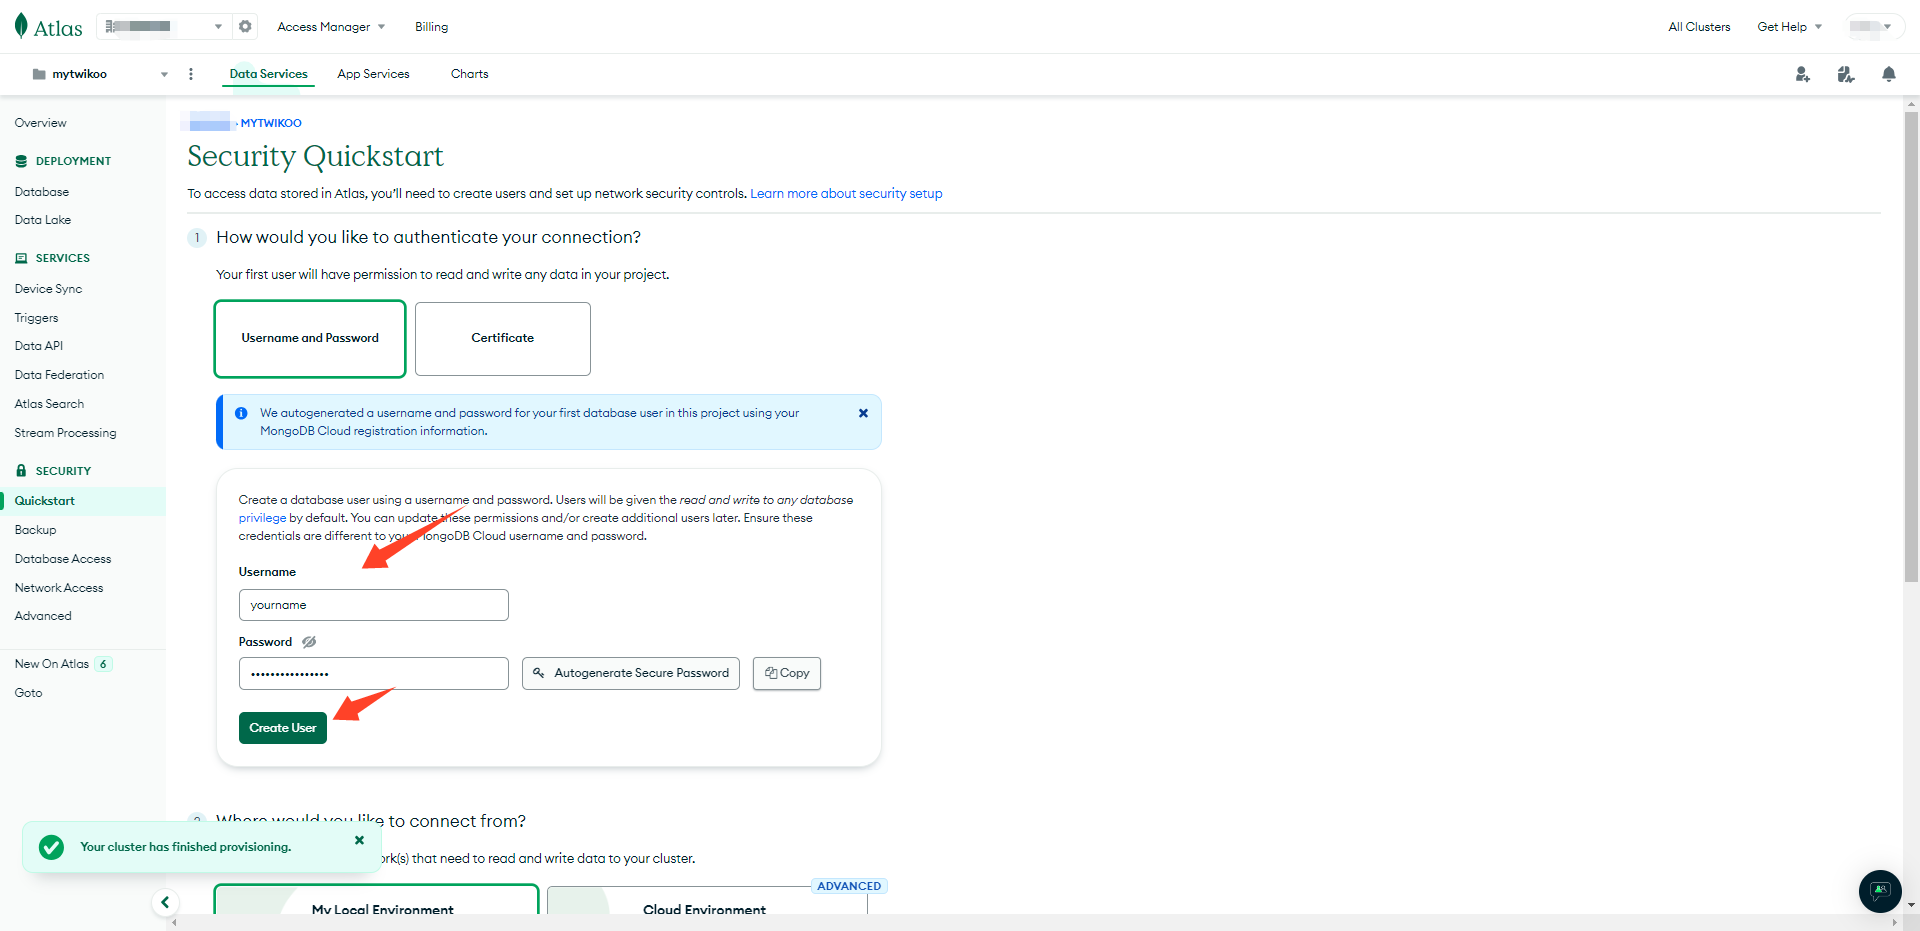 Atlas
Access Manager
Billing
All Clusters
Get Help
mytwikoo
Data Services
App Services
Charts
Overview
DEPLOYMENT
Database
Data Lake
SERVICES
Device Sync
Triggers
Data API
Data Federation
Atlas Search
Stream Processing
SECURITY
Quickstart
Backup
Database Access
Network Access
Advanced
New On Atlas 6
Goto
MYTWIKOO
Security Quickstart
To access data stored in Atlas, you'll need to create users and set up network security controls. Learn more about security setup
1 How would you like to authenticate your connection?
Your first user will have permission to read and write any data in your project.
Username and Password
Certificate
We autogenerated a username and password for your first database user in this project using your
MongoDB Cloud registration information.
Create a database user using a username and password. Users will be given the read and write to any database
privilege by default. You can update these permissions and/or create additional users later. Ensure these
credentials are different to your MongoDB Cloud username and password.
Username
yourname
Password
••••••••••••••••
Autogenerate Secure Password
Copy
Create User
2 Where would you like to connect from?
ork(s) that need to read and write data to your cluster.
Your cluster has finished provisioning.
ADVANCED
My Local Environment
Cloud Environment